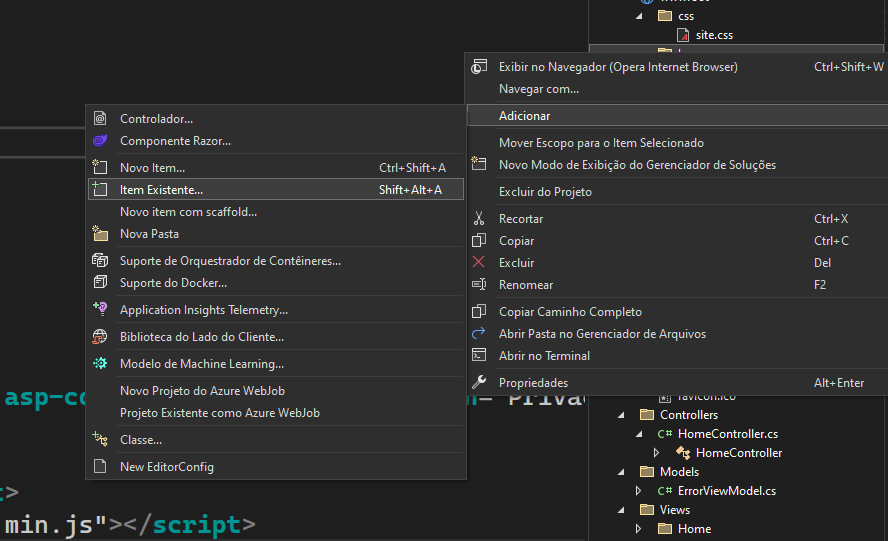 css
site.css
Exibir no Navegador (Opera Internet Browser) Ctrl+Shift+W
Navegar com...
Adicionar
Mover Escopo para o Item Selecionado
Novo Modo de Exibição do Gerenciador de Soluções
Excluir do Projeto
Recortar Ctrl+X
Copiar Ctrl+C
Excluir Del
Renomear F2
Copiar Caminho Completo
Abrir Pasta no Gerenciador de Arquivos
Abrir no Terminal
Propriedades Alt+Enter
Controlador...
Componente Razor...
Novo Item... Ctrl+Shift+A
Item Existente... Shift+Alt+A
Novo item com scaffold...
Nova Pasta
Suporte de Orquestrador de Contêineres...
Suporte do Docker...
Application Insights Telemetry...
Biblioteca do Lado do Cliente...
Modelo de Machine Learning...
Novo Projeto do Azure WebJob
Projeto Existente como Azure WebJob
Classe...
New EditorConfig
favicon.ico
Controllers
C# HomeController.cs
HomeController
Models
C# ErrorViewModel.cs
Views
Home
min.js"></script>